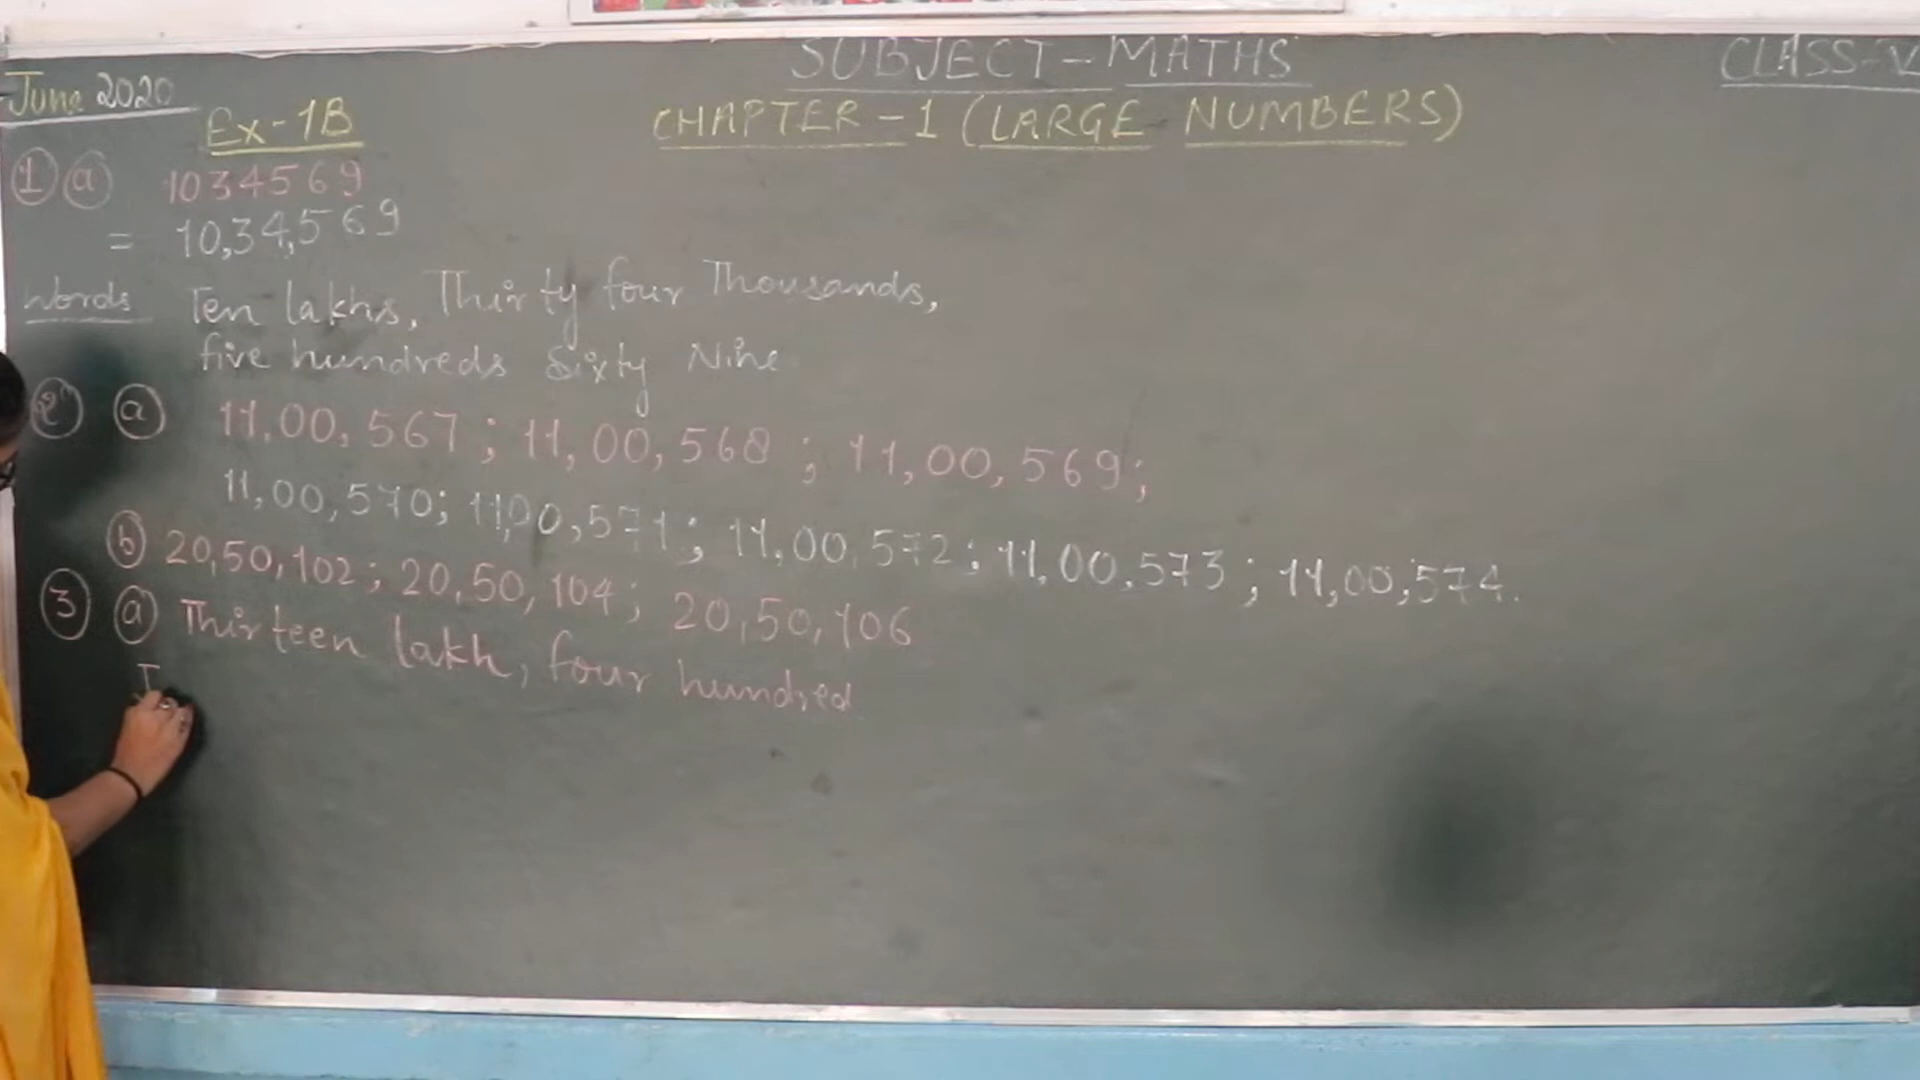 SUBJECT-MATHS
CLASS-V
June 2020
CHAPTER-1 (LARGE NUMBERS)
Ex-1B
1 a 1034569
= 10,34,569
Words Ten lakhs, Thirty four Thousands,
five hundreds Sixty Nine
2 a 11,00,567; 11,00,568; 11,00,569;
11,00,570; 11,00,571; 11,00,572; 11,00,573; 11,00,574.
b 20,50,102; 20,50,104; 20,50,106
3 a Thirteen lakh, four hundred